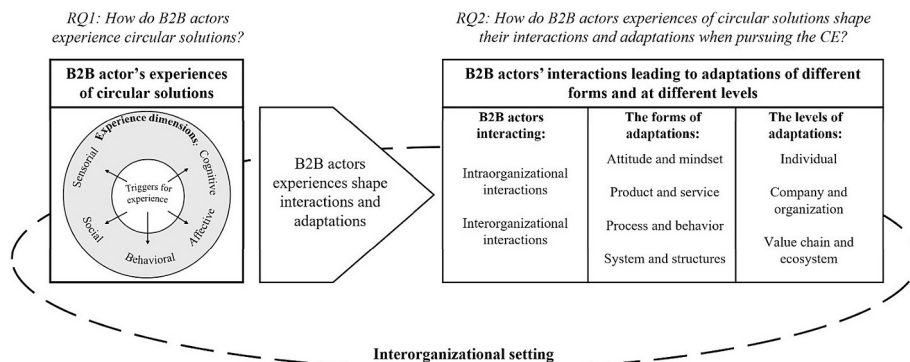 RQ1: How do B2B actors
experience circular solutions?
RQ2: How do B2B actors experiences of circular solutions shape
their interactions and adaptations when pursuing the CE?
B2B actor's experiences
of circular solutions
Experience dimensions:
Sensorial
Cognitive
Triggers for
experience
Social
Affective
Behavioral
B2B actors
experiences shape
interactions and
adaptations
B2B actors' interactions leading to adaptations of different
forms and at different levels
B2B actors
interacting:
Intraorganizational
interactions
Interorganizational
interactions
The forms of
adaptations:
Attitude and mindset
Product and service
Process and behavior
System and structures
The levels of
adaptations:
Individual
Company and
organization
Value chain and
ecosystem
Interorganizational setting